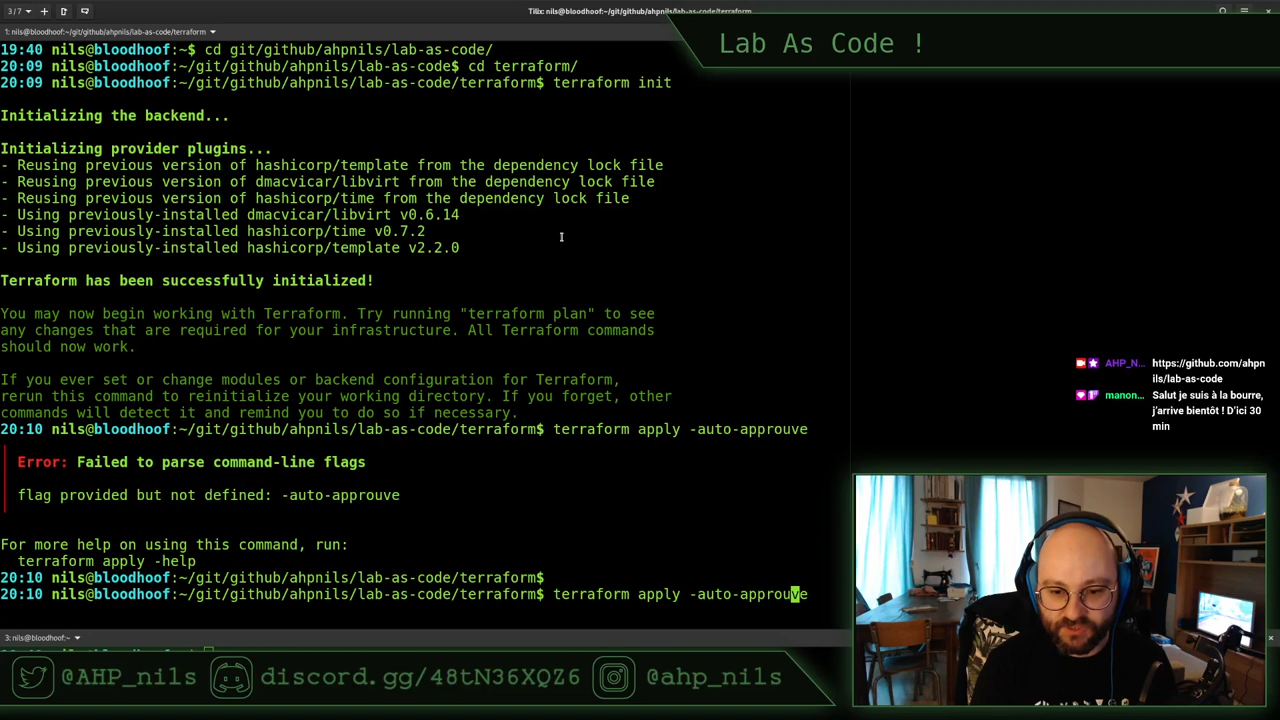 3/7
Tilix: nils@bloodhoof:~/git/github/ahpnils/lab-as-code/terraform
1: nils@bloodhoof:~/git/github/ahpnils/lab-as-code/terraform
Lab As Code !
19:40 nils@bloodhoof:~$ cd git/github/ahpnils/lab-as-code/
20:09 nils@bloodhoof:~/git/github/ahpnils/lab-as-code$ cd terraform/
20:09 nils@bloodhoof:~/git/github/ahpnils/lab-as-code/terraform$ terraform init
Initializing the backend...
Initializing provider plugins...
- Reusing previous version of hashicorp/template from the dependency lock file
- Reusing previous version of dmacvicar/libvirt from the dependency lock file
- Reusing previous version of hashicorp/time from the dependency lock file
- Using previously-installed dmacvicar/libvirt v0.6.14
- Using previously-installed hashicorp/time v0.7.2
- Using previously-installed hashicorp/template v2.2.0
Terraform has been successfully initialized!
You may now begin working with Terraform. Try running "terraform plan" to see
any changes that are required for your infrastructure. All Terraform commands
should now work.
If you ever set or change modules or backend configuration for Terraform,
rerun this command to reinitialize your working directory. If you forget, other
commands will detect it and remind you to do so if necessary.
20:10 nils@bloodhoof:~/git/github/ahpnils/lab-as-code/terraform$ terraform apply -auto-approuve
Error: Failed to parse command-line flags
flag provided but not defined: -auto-approuve
For more help on using this command, run:
terraform apply -help
20:10 nils@bloodhoof:~/git/github/ahpnils/lab-as-code/terraform$
20:10 nils@bloodhoof:~/git/github/ahpnils/lab-as-code/terraform$ terraform apply -auto-approuve
3: nils@bloodhoof:~
AHP_N... https://github.com/ahpn
ils/lab-as-code
manon... Salut je suis à la bourre,
j'arrive bientôt ! D'ici 30
min
@AHP_nils
discord.gg/48tN36XQZ6
@ahp_nils